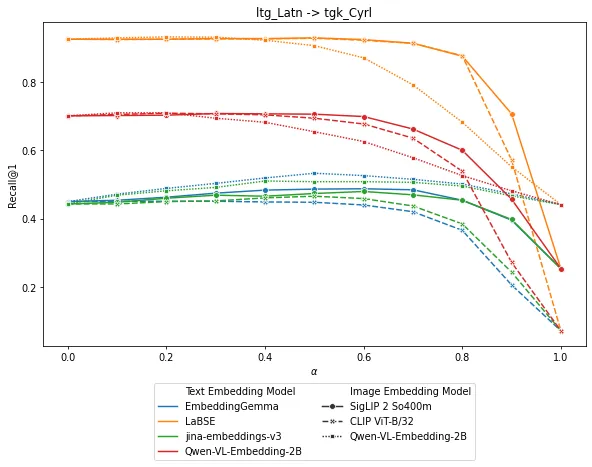 ltg_Latn -> tgk_Cyrl
Recall@1
0.8
0.6
0.4
0.2
0.0 0.2 0.4 0.6 0.8 1.0
α
Text Embedding Model
EmbeddingGemma
LaBSE
jina-embeddings-v3
Qwen-VL-Embedding-2B
Image Embedding Model
SigLIP 2 So400m
CLIP ViT-B/32
Qwen-VL-Embedding-2B